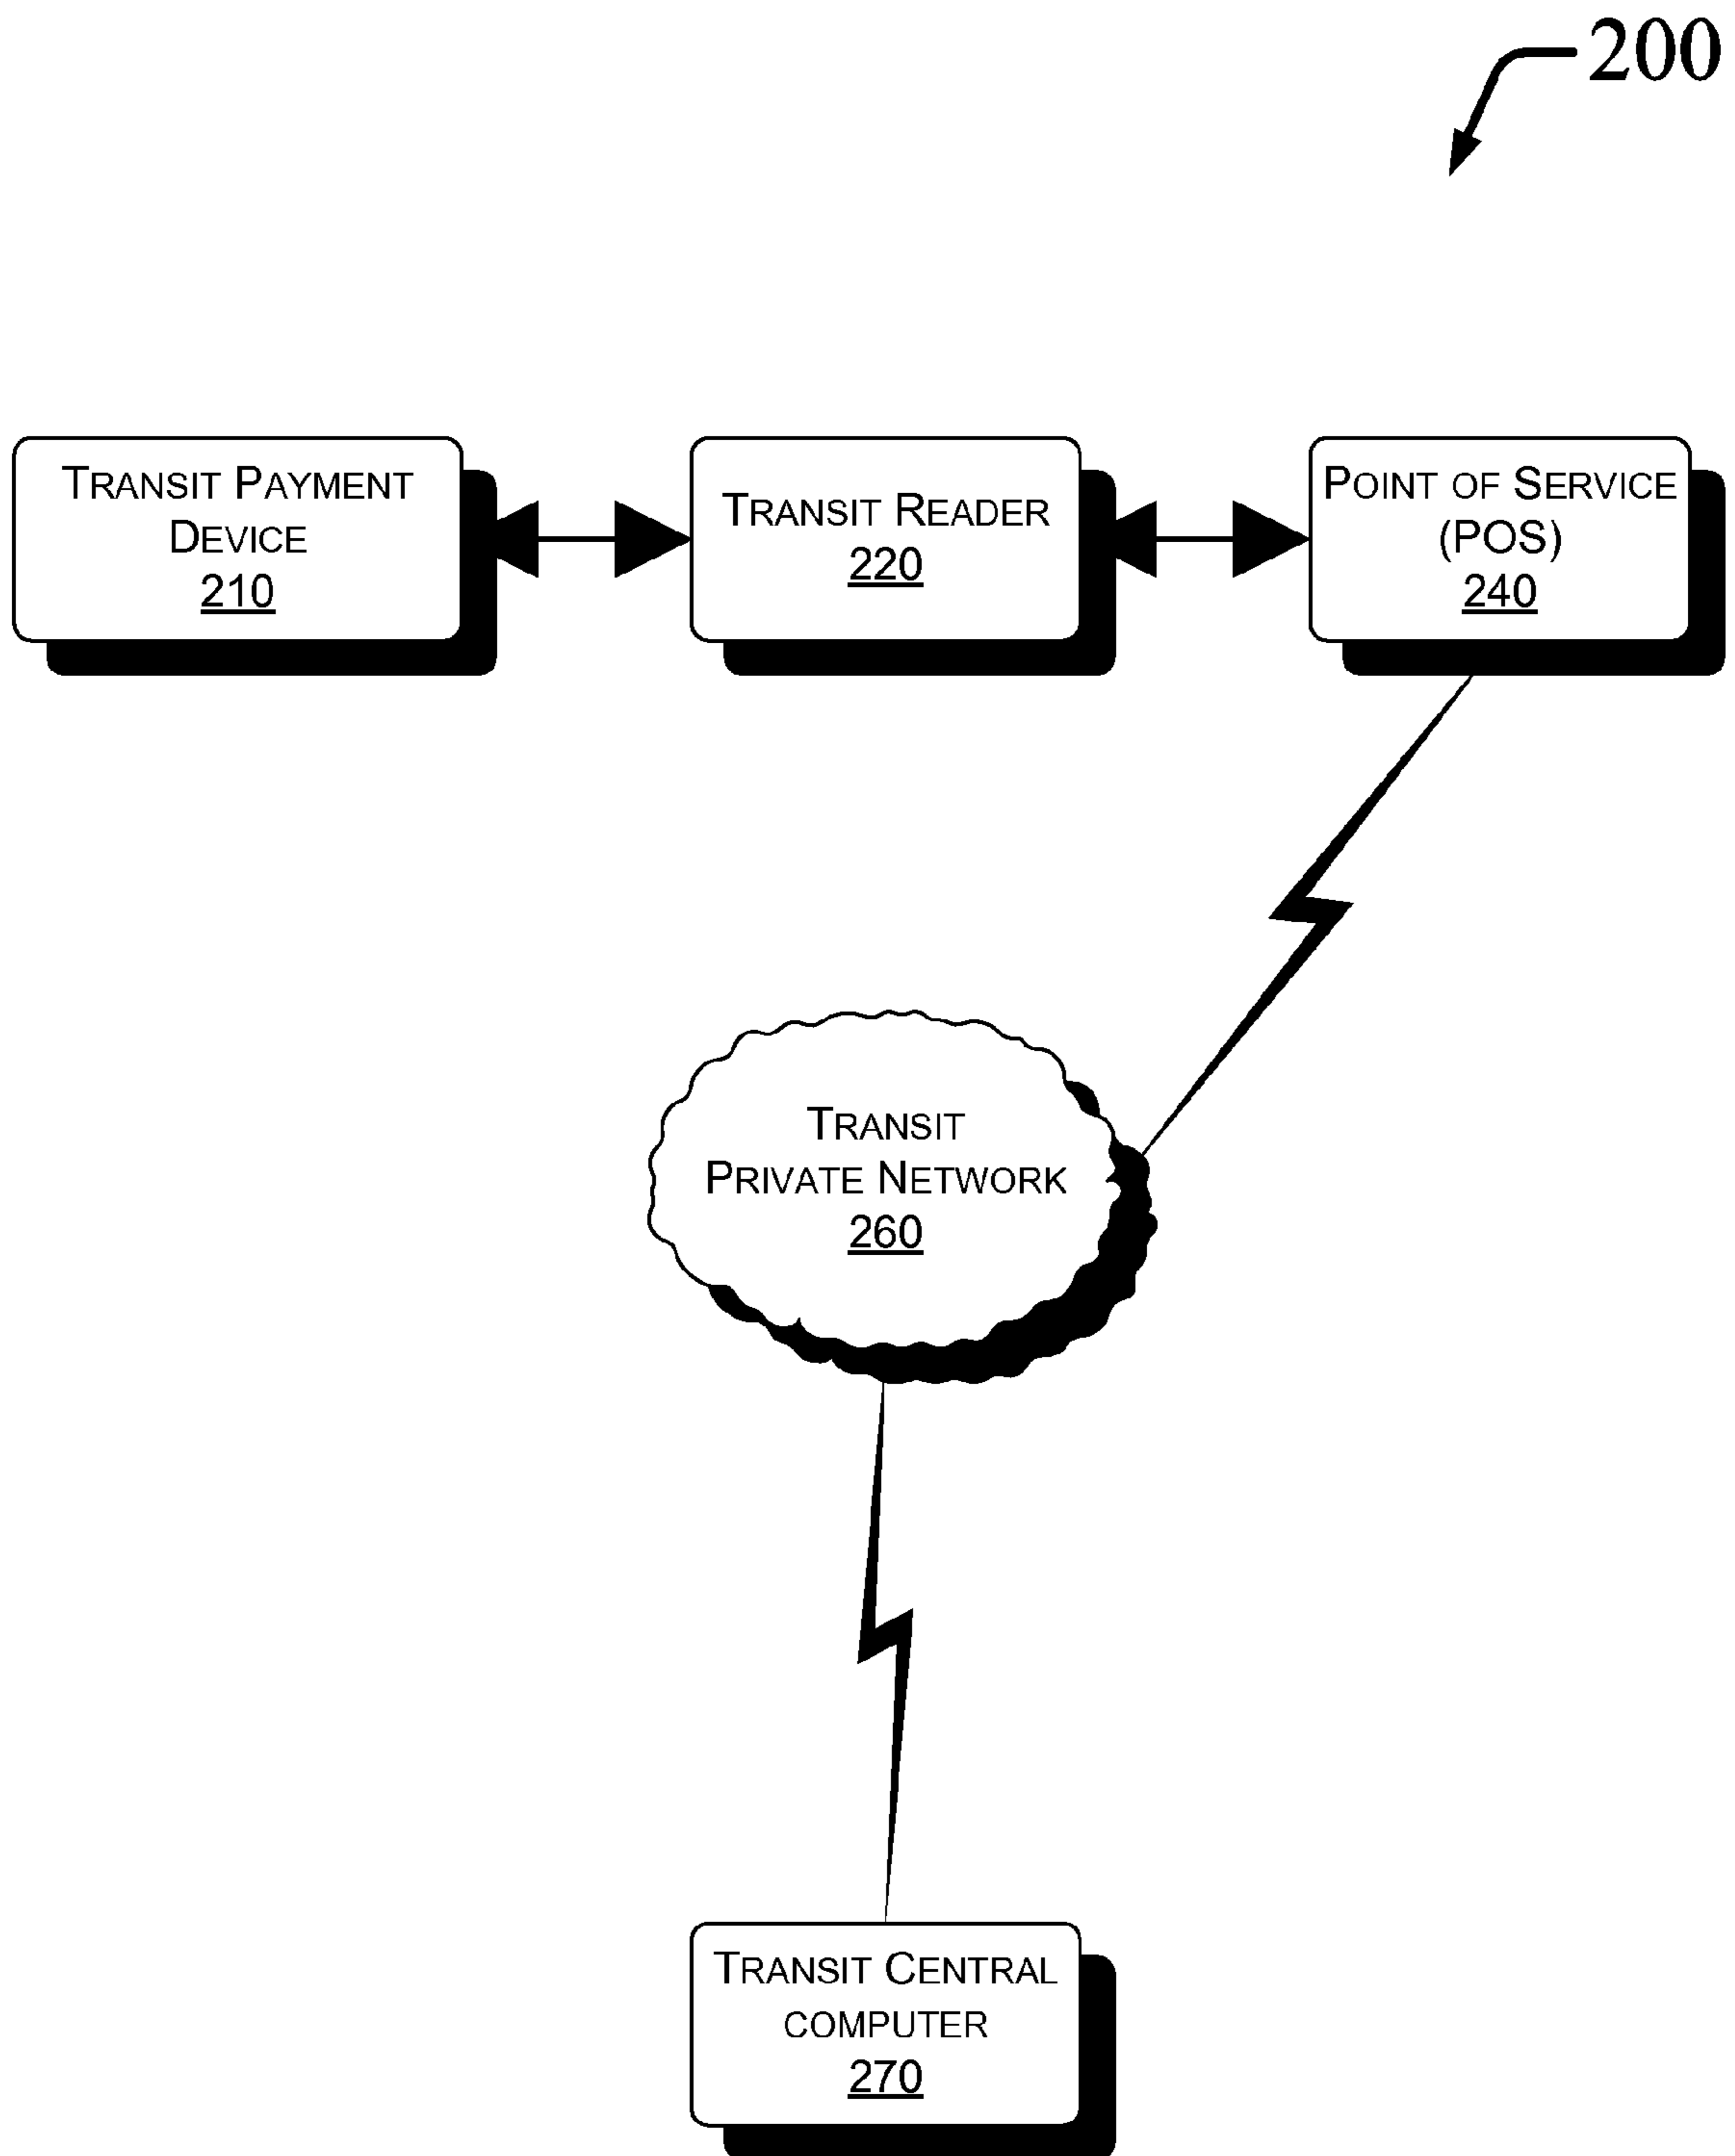 200
TRANSIT PAYMENT
DEVICE
210
TRANSIT READER
220
POINT OF SERVICE
(POS)
240
TRANSIT
PRIVATE NETWORK
260
TRANSIT CENTRAL
COMPUTER
270